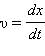 υ = dx/dt